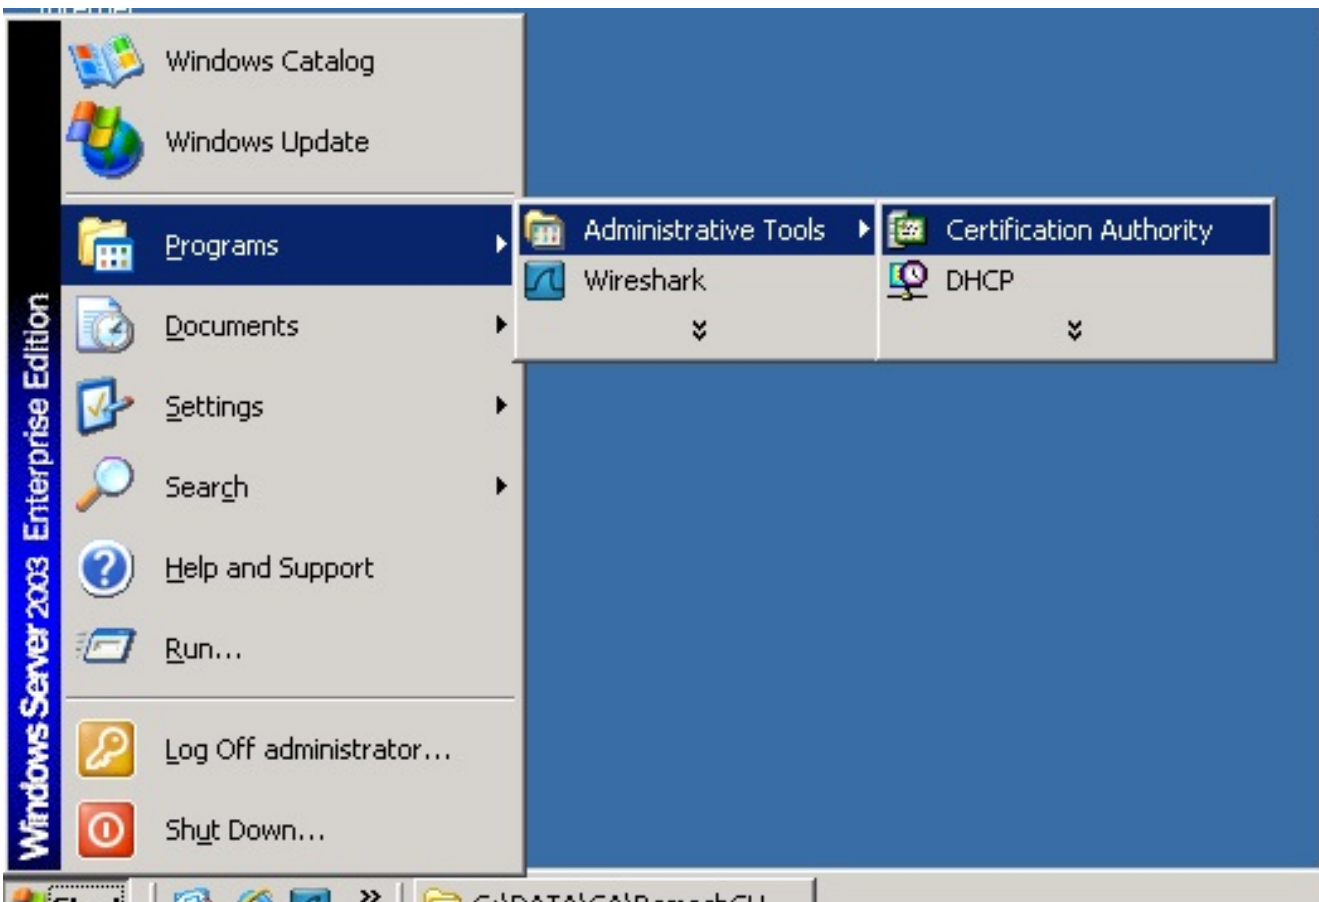 Windows Catalog
Windows Update
Programs
Administrative Tools
Certification Authority
Wireshark
DHCP
Documents
Settings
Search
Help and Support
Run...
Log Off administrator...
Shut Down...
Windows Server 2003 Enterprise Edition